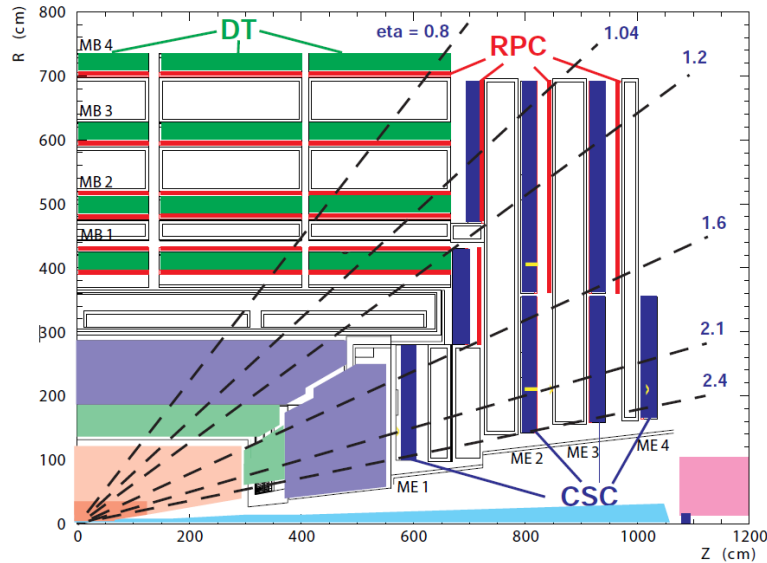 R (cm)
800
700
600
500
400
300
200
100
0
0
200
400
600
800
1000
1200
Z (cm)
MB 4
MB 3
MB 2
MB 1
DT
eta = 0.8
1.04
RPC
1.2
1.6
2.1
2.4
ME 1
ME 2
ME 3
ME 4
CSC